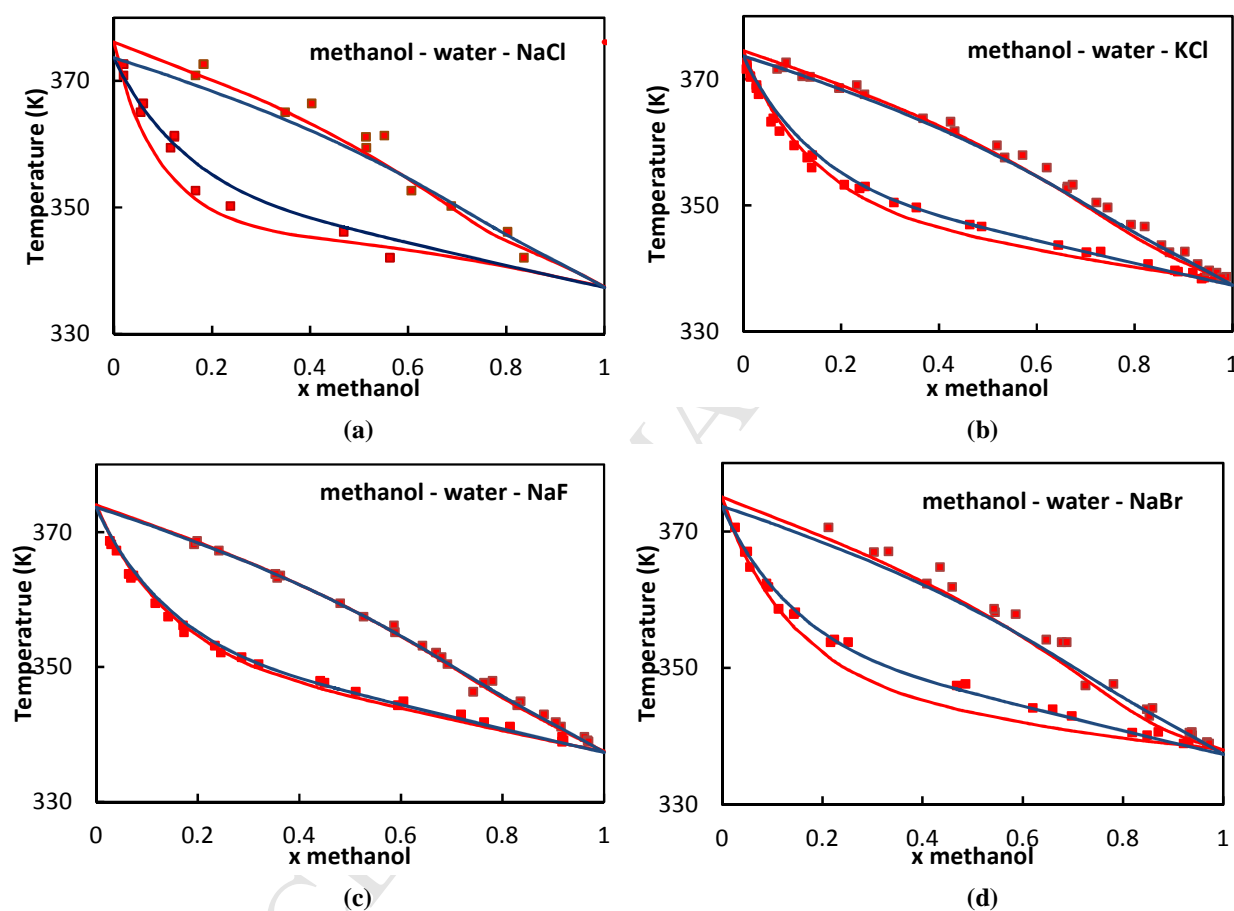 methanol - water - NaCl
Temperature (K)
370
350
330
0 0.2 0.4 0.6 0.8 1
x methanol
(a)
methanol - water - KCl
Temperature (K)
370
350
330
0 0.2 0.4 0.6 0.8 1
x methanol
(b)
methanol - water - NaF
Temperatrue (K)
370
350
330
0 0.2 0.4 0.6 0.8 1
x methanol
(c)
methanol - water - NaBr
Temperature (K)
370
350
330
0 0.2 0.4 0.6 0.8 1
x methanol
(d)